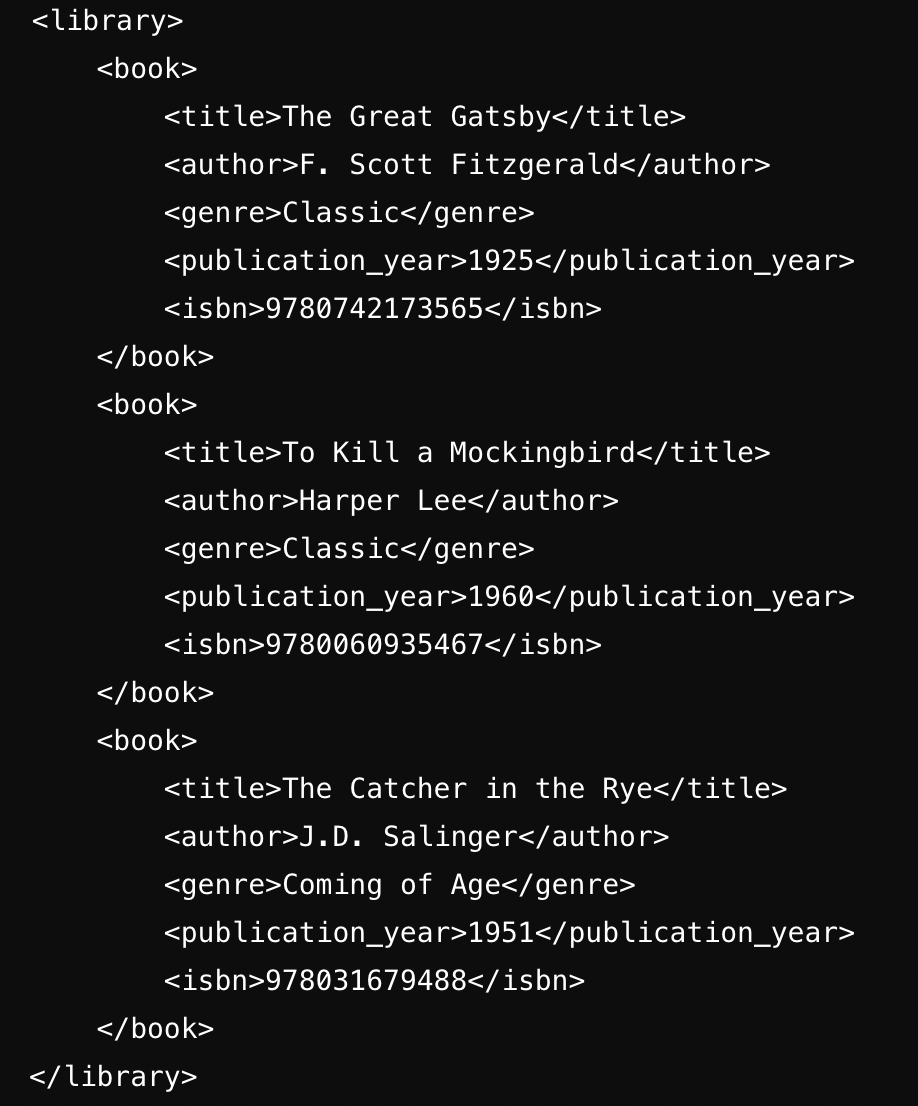 <library>
    <book>
        <title>The Great Gatsby</title>
        <author>F. Scott Fitzgerald</author>
        <genre>Classic</genre>
        <publication_year>1925</publication_year>
        <isbn>9780742173565</isbn>
    </book>
    <book>
        <title>To Kill a Mockingbird</title>
        <author>Harper Lee</author>
        <genre>Classic</genre>
        <publication_year>1960</publication_year>
        <isbn>9780060935467</isbn>
    </book>
    <book>
        <title>The Catcher in the Rye</title>
        <author>J.D. Salinger</author>
        <genre>Coming of Age</genre>
        <publication_year>1951</publication_year>
        <isbn>978031679488</isbn>
    </book>
</library>